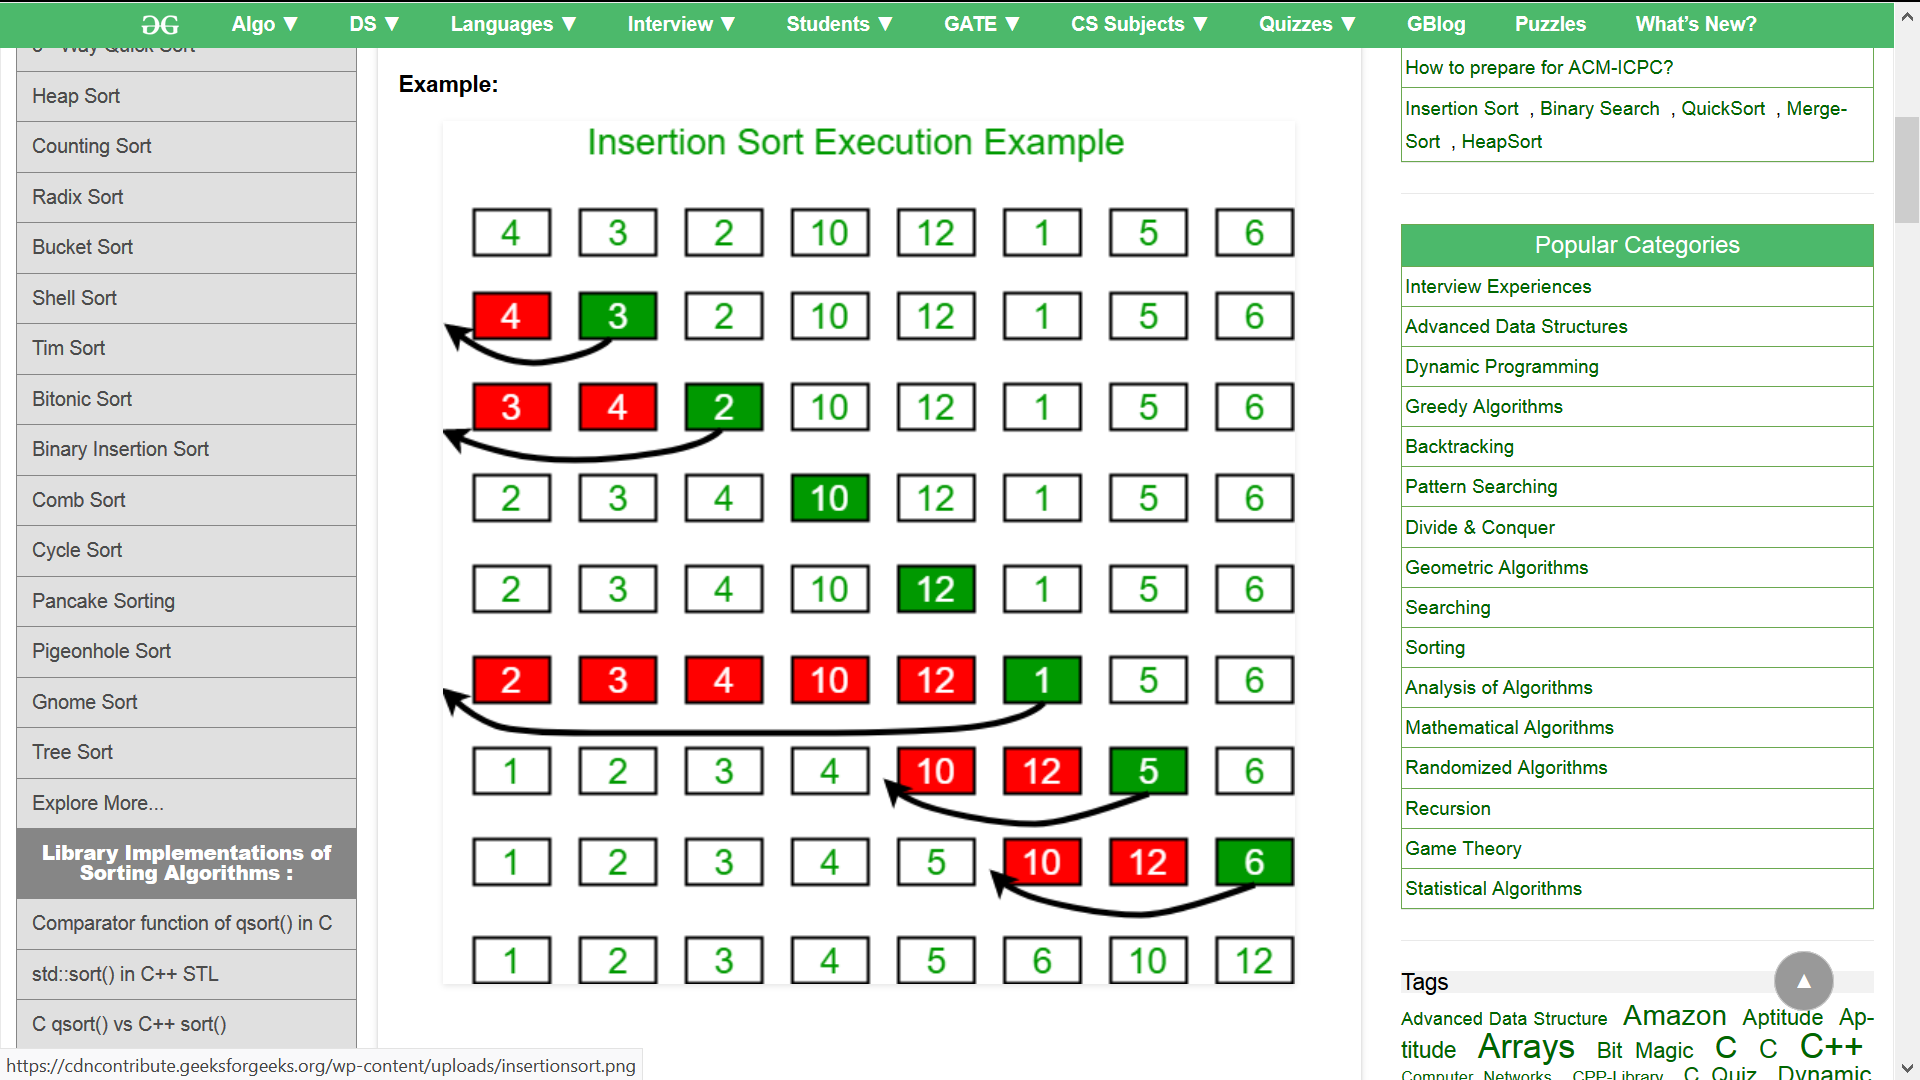 Algo ▼ DS ▼ Languages ▼ Interview ▼ Students ▼ GATE ▼ CS Subjects ▼ Quizzes ▼ GBlog Puzzles What’s New?
Way Quick Sort
Heap Sort
Counting Sort
Radix Sort
Bucket Sort
Shell Sort
Tim Sort
Bitonic Sort
Binary Insertion Sort
Comb Sort
Cycle Sort
Pancake Sorting
Pigeonhole Sort
Gnome Sort
Tree Sort
Explore More...
Library Implementations of
Sorting Algorithms :
Comparator function of qsort() in C
std::sort() in C++ STL
C qsort() vs C++ sort()
https://cdncontribute.geeksforgeeks.org/wp-content/uploads/insertionsort.png
Example:
Insertion Sort Execution Example
4 3 2 10 12 1 5 6
4 3 2 10 12 1 5 6
3 4 2 10 12 1 5 6
2 3 4 10 12 1 5 6
2 3 4 10 12 1 5 6
2 3 4 10 12 1 5 6
1 2 3 4 10 12 5 6
1 2 3 4 5 10 12 6
1 2 3 4 5 6 10 12
How to prepare for ACM-ICPC?
Insertion Sort , Binary Search , QuickSort , Merge-
Sort , HeapSort
Popular Categories
Interview Experiences
Advanced Data Structures
Dynamic Programming
Greedy Algorithms
Backtracking
Pattern Searching
Divide & Conquer
Geometric Algorithms
Searching
Sorting
Analysis of Algorithms
Mathematical Algorithms
Randomized Algorithms
Recursion
Game Theory
Statistical Algorithms
Tags
▲
Advanced Data Structure Amazon Aptitude Ap-
titude Arrays Bit Magic C C C++
Computer Networks CPP-Library C Quiz Dynamic